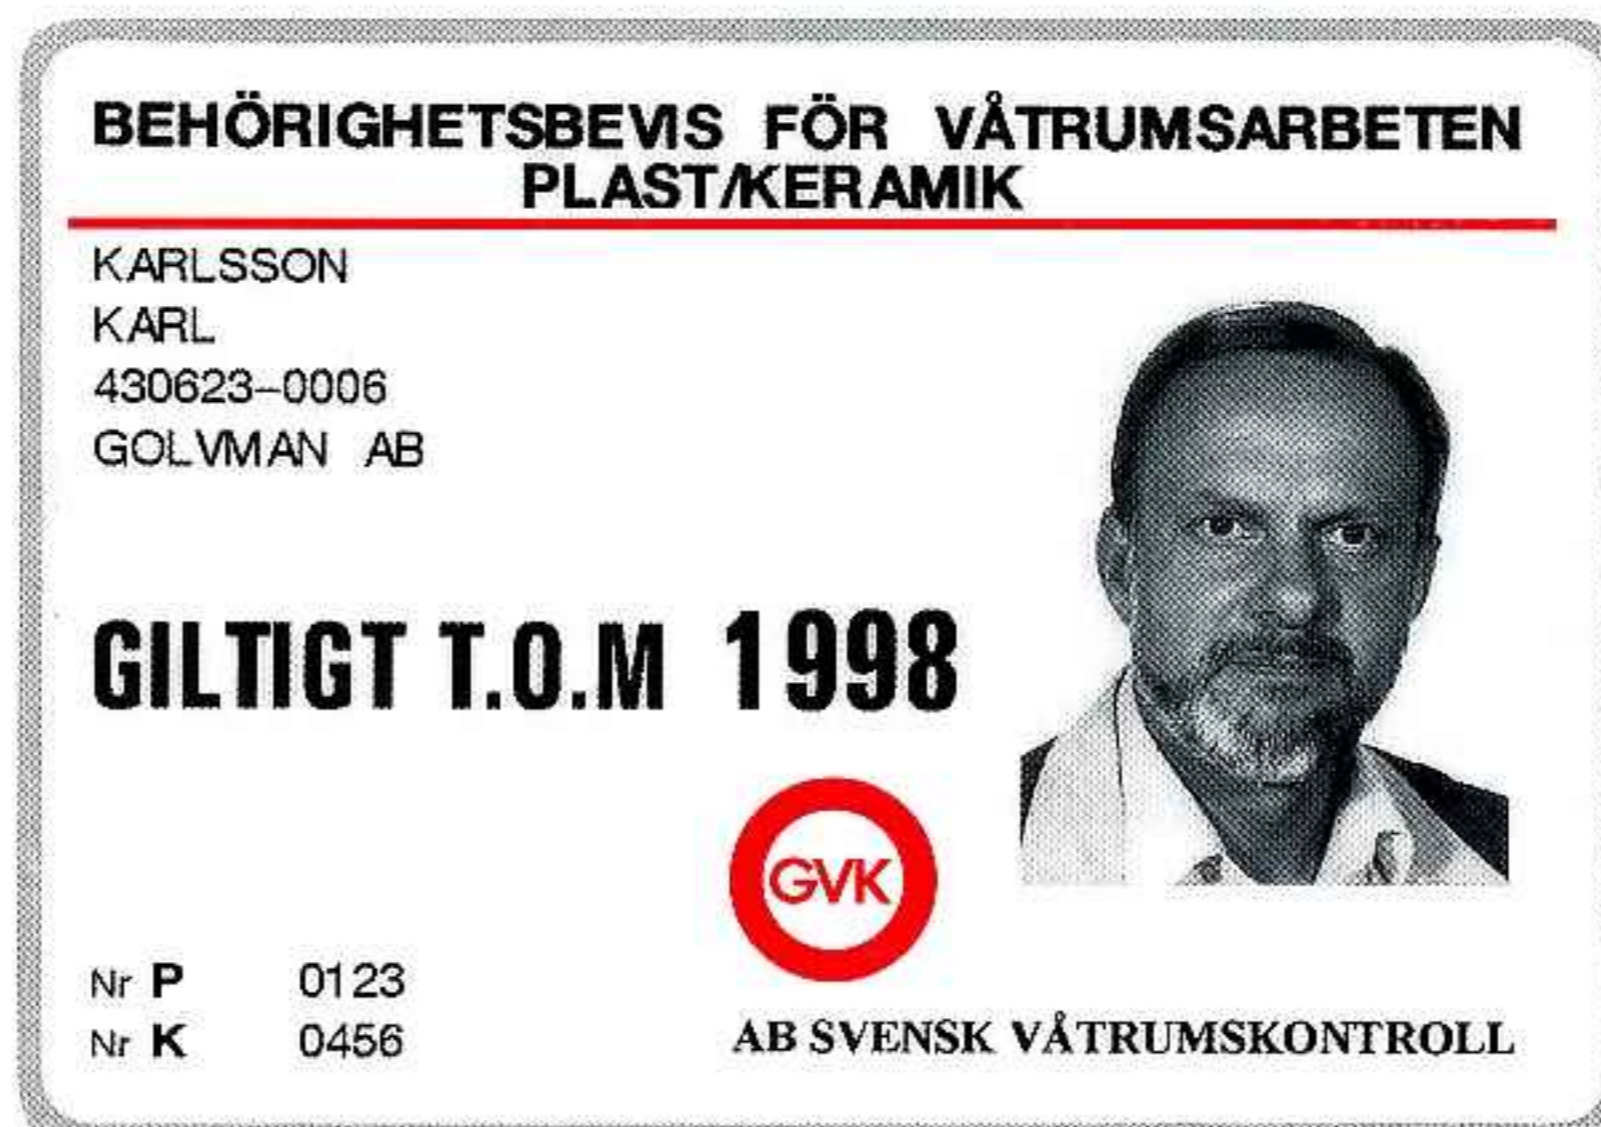 BEHÖRIGHETSBEVIS FÖR VÅTRUMSARBETEN
PLAST/KERAMIK
KARLSSON
KARL
430623-0006
GOLVMAN AB
GILTIGT T.O.M 1998
GVK
Nr P 0123
Nr K 0456
AB SVENSK VÅTRUMSKONTROLL